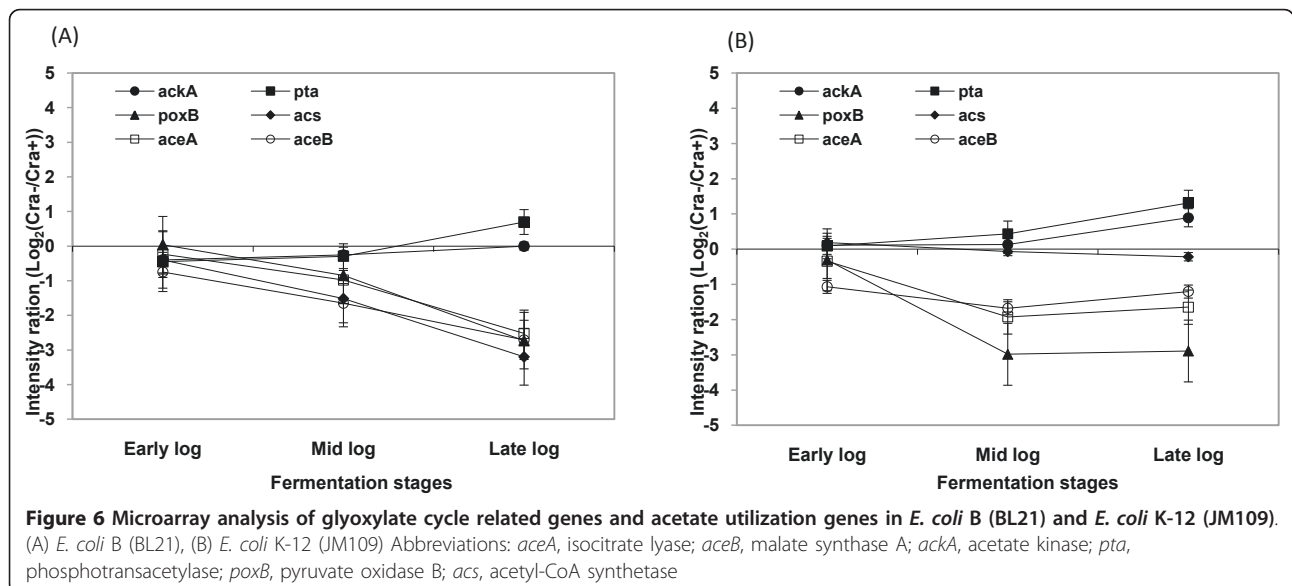 (A)
5
4
3
2
1
0
-1
-2
-3
-4
-5
Intensity ration (Log₂(Cra-/Cra+))
ackA pta
poxB acs
aceA aceB
Early log Mid log Late log
Fermentation stages
(B)
5
4
3
2
1
0
-1
-2
-3
-4
-5
Intensity ration (Log₂(Cra-/Cra+))
ackA pta
poxB acs
aceA aceB
Early log Mid log Late log
Fermentation stages
Figure 6 Microarray analysis of glyoxylate cycle related genes and acetate utilization genes in E. coli B (BL21) and E. coli K-12 (JM109).
(A) E. coli B (BL21), (B) E. coli K-12 (JM109) Abbreviations: aceA, isocitrate lyase; aceB, malate synthase A; ackA, acetate kinase; pta,
phosphotransacetylase; poxB, pyruvate oxidase B; acs, acetyl-CoA synthetase